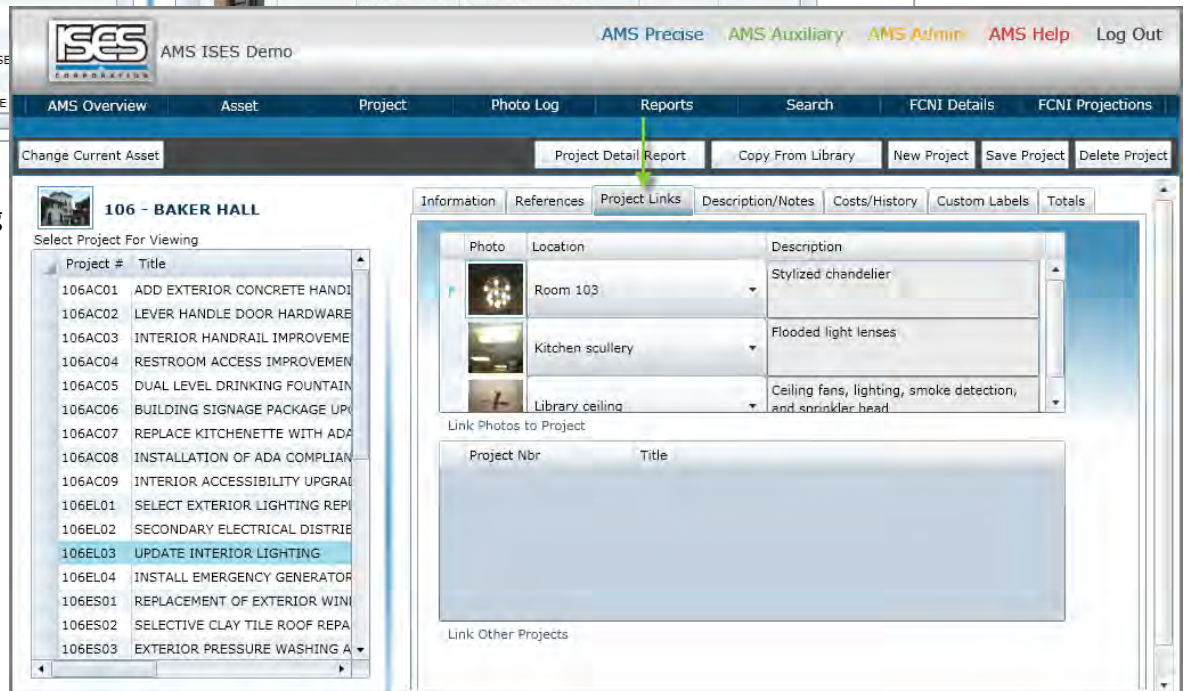 ISES
CORPORATION
AMS ISES Demo
AMS Precise AMS Auxiliary AMS Admin AMS Help Log Out
AMS Overview Asset Project Photo Log Reports Search FCNI Details FCNI Projections
Change Current Asset Project Detail Report Copy From Library New Project Save Project Delete Project
106 - BAKER HALL
Information References Project Links Description/Notes Costs/History Custom Labels Totals
Select Project For Viewing
Project # Title
106AC01 ADD EXTERIOR CONCRETE HANDI
106AC02 LEVER HANDLE DOOR HARDWARE
106AC03 INTERIOR HANDRAIL IMPROVEME
106AC04 RESTROOM ACCESS IMPROVEMEN
106AC05 DUAL LEVEL DRINKING FOUNTAIN
106AC06 BUILDING SIGNAGE PACKAGE UP
106AC07 REPLACE KITCHENETTE WITH ADA
106AC08 INSTALLATION OF ADA COMPLIAN
106AC09 INTERIOR ACCESSIBILITY UPGRA
106EL01 SELECT EXTERIOR LIGHTING REPL
106EL02 SECONDARY ELECTRICAL DISTRIB
106EL03 UPDATE INTERIOR LIGHTING
106EL04 INSTALL EMERGENCY GENERATOR
106ES01 REPLACEMENT OF EXTERIOR WIN
106ES02 SELECTIVE CLAY TILE ROOF REPA
106ES03 EXTERIOR PRESSURE WASHING A
Photo Location Description
Room 103 Stylized chandelier
Kitchen scullery Flooded light lenses
Library ceiling Ceiling fans, lighting, smoke detection,
and sprinkler head
Link Photos to Project
Project Nbr Title
Link Other Projects